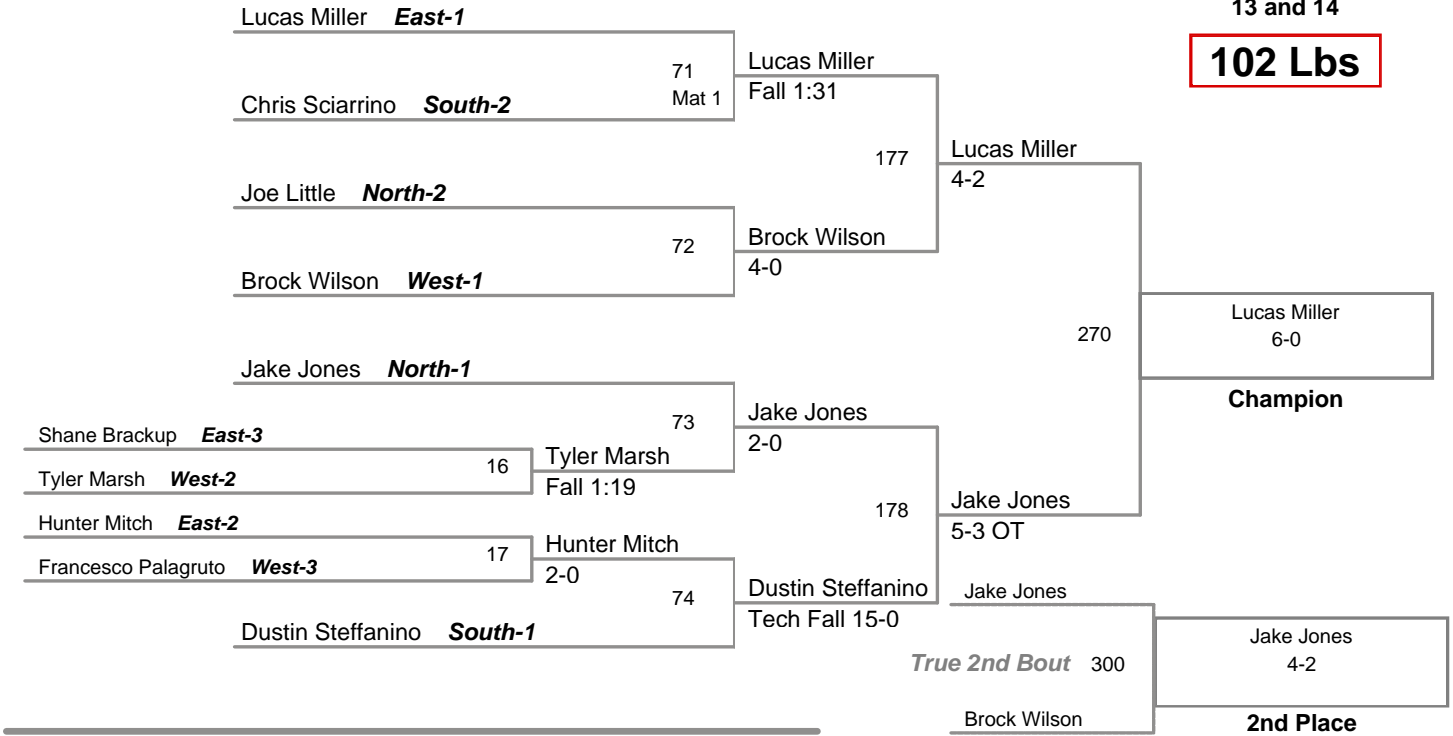 13 and 14
102 Lbs
Lucas Miller East-1
71
Mat 1
Chris Sciarrino South-2
Lucas Miller
Fall 1:31
Joe Little North-2
72
Brock Wilson West-1
Brock Wilson
4-0
177
Lucas Miller
4-2
Jake Jones North-1
73
Shane Brackup East-3
16
Tyler Marsh West-2
Tyler Marsh
Fall 1:19
Jake Jones
2-0
Hunter Mitch East-2
17
Francesco Palagruto West-3
Hunter Mitch
2-0
74
Dustin Steffanino South-1
Dustin Steffanino
Tech Fall 15-0
178
Jake Jones
5-3 OT
270
Lucas Miller
6-0
Champion
Jake Jones
True 2nd Bout 300
Brock Wilson
Jake Jones
4-2
2nd Place